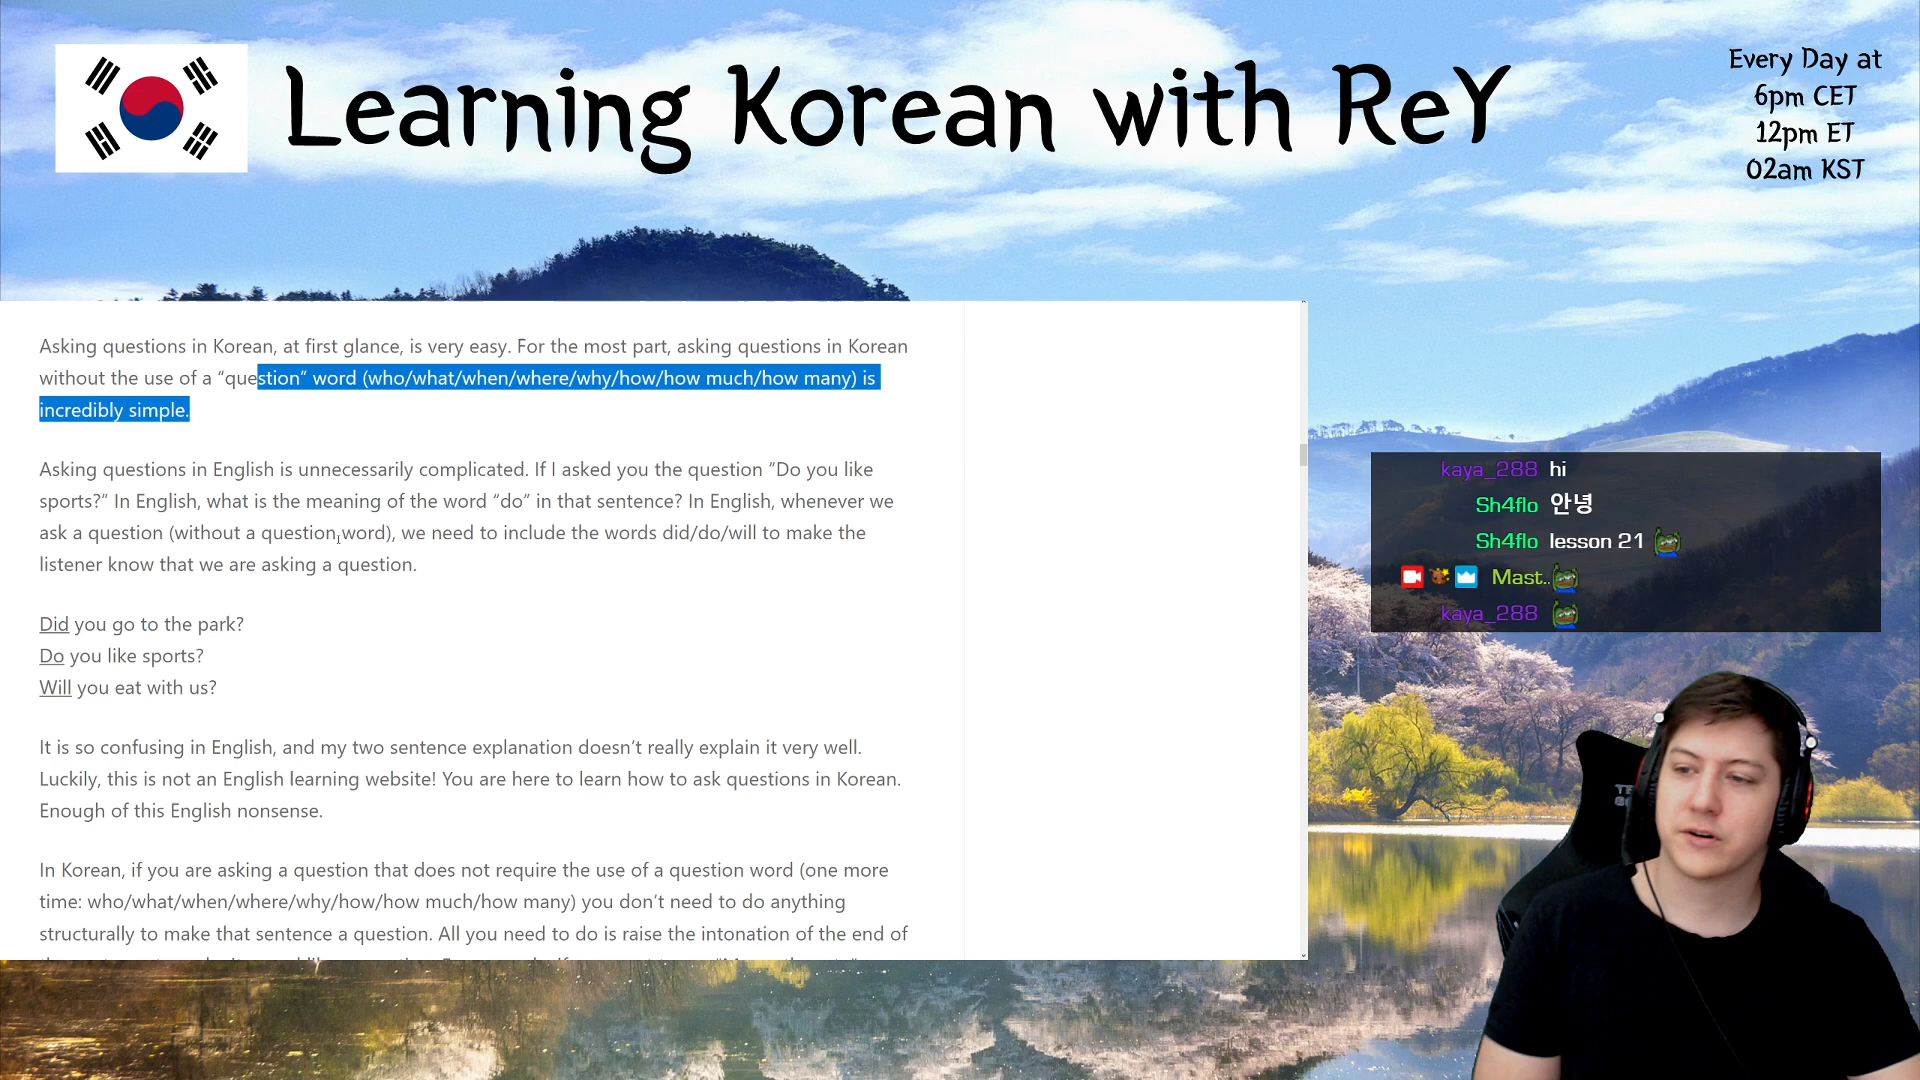 Learning Korean with ReY
Every Day at
6pm CET
12pm ET
02am KST
Asking questions in Korean, at first glance, is very easy. For the most part, asking questions in Korean
without the use of a “question” word (who/what/when/where/why/how/how much/how many) is
incredibly simple.
Asking questions in English is unnecessarily complicated. If I asked you the question ”Do you like
sports?” In English, what is the meaning of the word “do” in that sentence? In English, whenever we
ask a question (without a question word), we need to include the words did/do/will to make the
listener know that we are asking a question.
Did you go to the park?
Do you like sports?
Will you eat with us?
It is so confusing in English, and my two sentence explanation doesn’t really explain it very well.
Luckily, this is not an English learning website! You are here to learn how to ask questions in Korean.
Enough of this English nonsense.
In Korean, if you are asking a question that does not require the use of a question word (one more
time: who/what/when/where/why/how/how much/how many) you don’t need to do anything
structurally to make that sentence a question. All you need to do is raise the intonation of the end of
kaya_288 hi
Sh4flo 안녕
Sh4flo lesson 21
Mast..
kaya_288